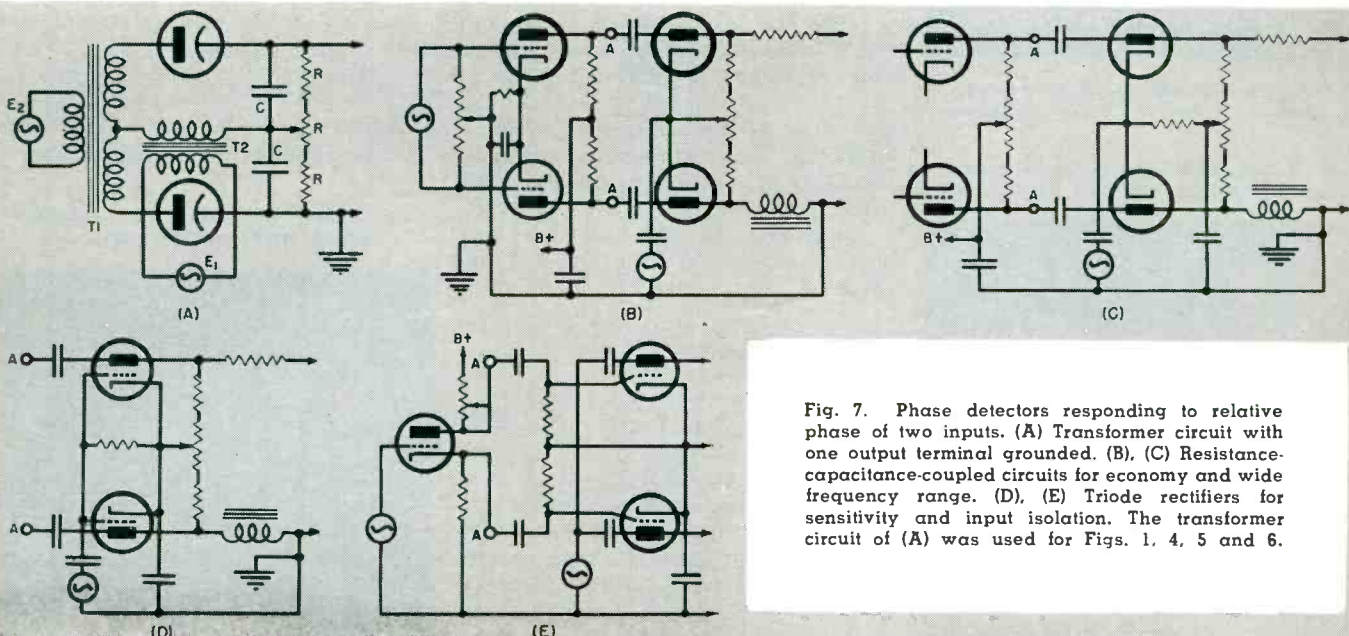 E2
T1
T2
C
C
R
R
R
E1
(A)
A
A
B+
(B)
A
A
B+
(C)
A
A
(D)
B+
A
A
(E)
Fig. 7. Phase detectors responding to relative
phase of two inputs. (A) Transformer circuit with
one output terminal grounded. (B), (C) Resistance-
capacitance-coupled circuits for economy and wide
frequency range. (D), (E) Triode rectifiers for
sensitivity and input isolation. The transformer
circuit of (A) was used for Figs. 1, 4, 5 and 6.